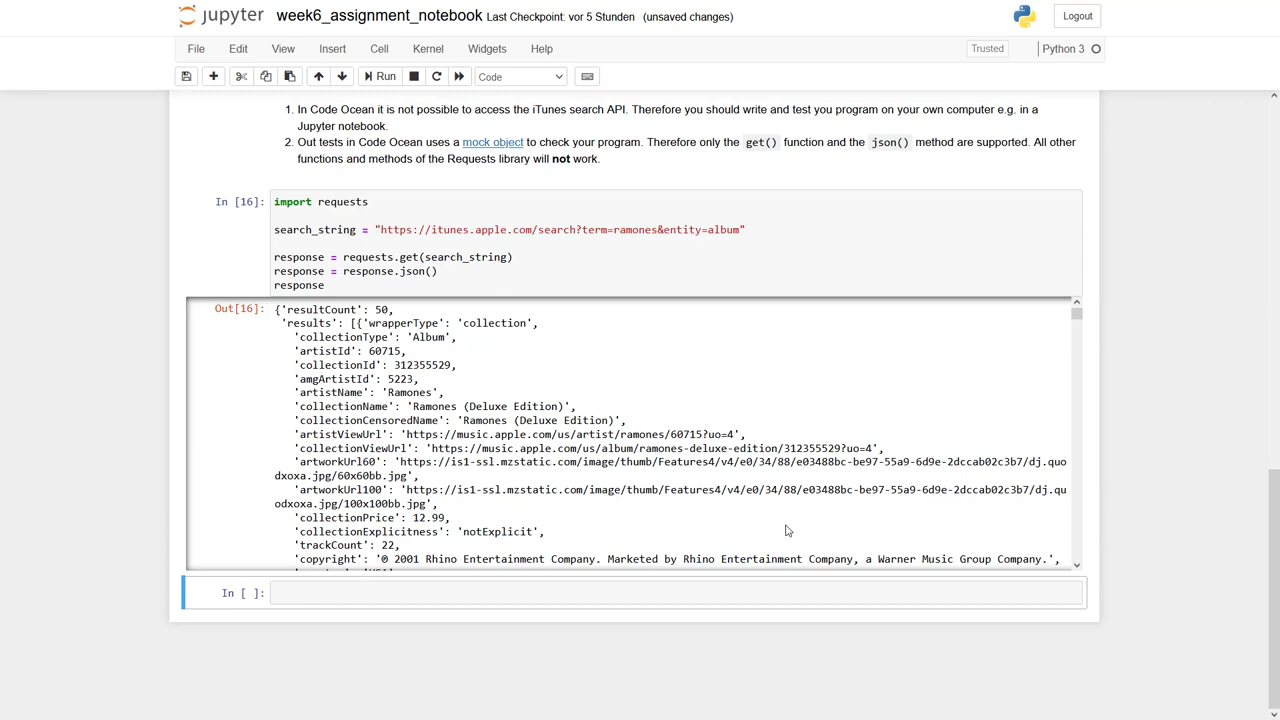 jupyter week6_assignment_notebook Last Checkpoint: vor 5 Stunden (unsaved changes) Logout
File Edit View Insert Cell Kernel Widgets Help Trusted Python 3
Run Code
1. In Code Ocean it is not possible to access the iTunes search API. Therefore you should write and test you program on your own computer e.g. in a
Jupyter notebook.
2. Out tests in Code Ocean uses a mock object to check your program. Therefore only the get() function and the json() method are supported. All other
functions and methods of the Requests library will not work.
In [16]: import requests
search_string = "https://itunes.apple.com/search?term=ramones&entity=album"
response = requests.get(search_string)
response = response.json()
response
Out[16]: {'resultCount': 50,
'results': [{'wrapperType': 'collection',
'collectionType': 'Album',
'artistId': 60715,
'collectionId': 312355529,
'amgArtistId': 5223,
'artistName': 'Ramones',
'collectionName': 'Ramones (Deluxe Edition)',
'collectionCensoredName': 'Ramones (Deluxe Edition)',
'artistViewUrl': 'https://music.apple.com/us/artist/ramones/60715?uo=4',
'collectionViewUrl': 'https://music.apple.com/us/album/ramones-deluxe-edition/312355529?uo=4',
'artworkUrl60': 'https://is1-ssl.mzstatic.com/image/thumb/Features4/v4/e0/34/88/e03488bc-be97-55a9-6d9e-2dccab02c3b7/dj.quo
dxoxa.jpg/60x60bb.jpg',
'artworkUrl100': 'https://is1-ssl.mzstatic.com/image/thumb/Features4/v4/e0/34/88/e03488bc-be97-55a9-6d9e-2dccab02c3b7/dj.qu
odxoxa.jpg/100x100bb.jpg',
'collectionPrice': 12.99,
'collectionExplicitness': 'notExplicit',
'trackCount': 22,
'copyright': '℗ 2001 Rhino Entertainment Company. Marketed by Rhino Entertainment Company, a Warner Music Group Company.',
In [ ]: